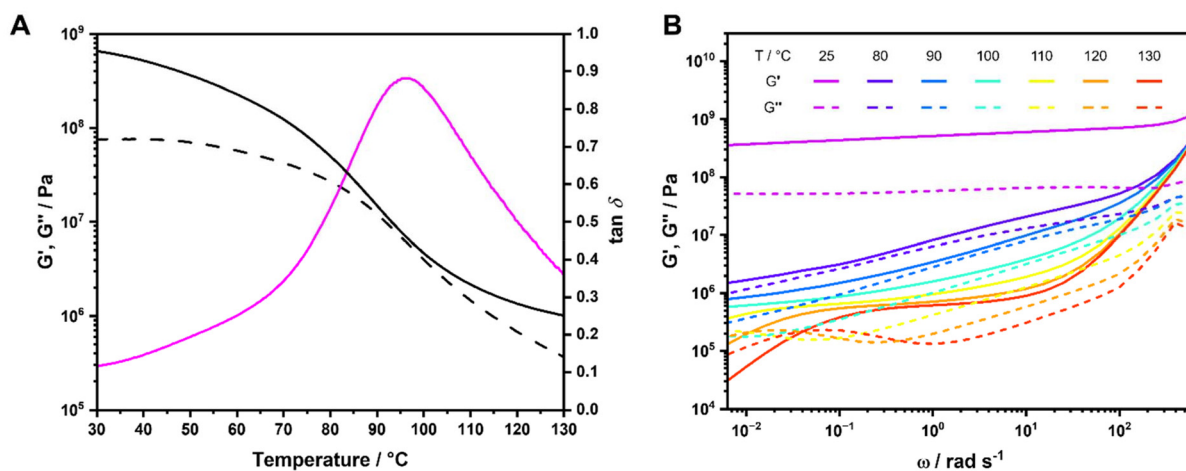 A
10⁹
10⁸
10⁷
10⁶
10⁵
G', G'' / Pa
1.0
0.9
0.8
0.7
0.6
0.5
0.4
0.3
0.2
0.1
0.0
tan δ
30 40 50 60 70 80 90 100 110 120 130
Temperature / °C
B
T / °C 25 80 90 100 110 120 130
G'
G''
10¹⁰
10⁹
10⁸
10⁷
10⁶
10⁵
10⁴
G', G'' / Pa
10⁻² 10⁻¹ 10⁰ 10¹ 10²
ω / rad s⁻¹